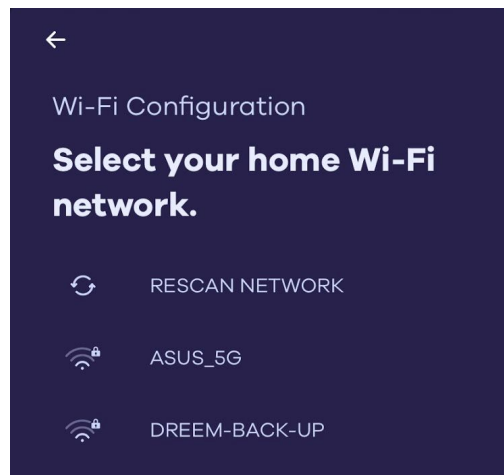 Wi-Fi Configuration
Select your home Wi-Fi
network.
RESCAN NETWORK
ASUS_5G
DREEM-BACK-UP